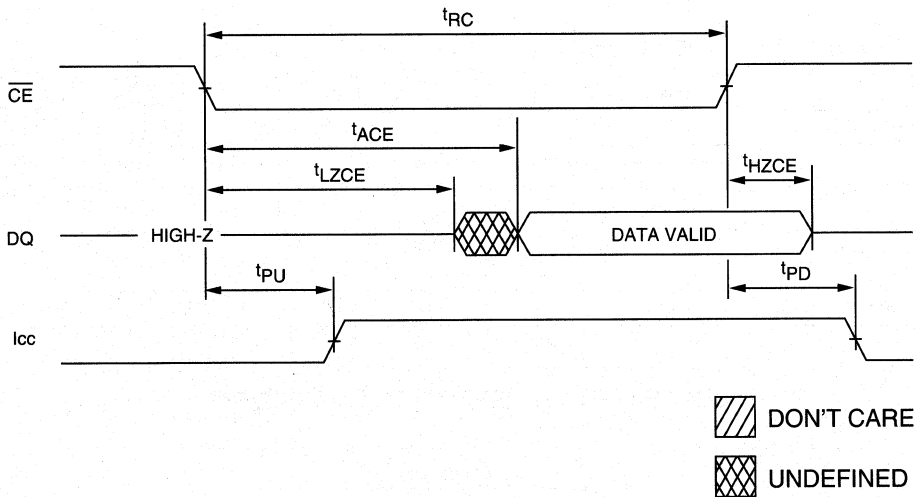 tRC
CE
tACE
tHZCE
tLZCE
DQ
HIGH-Z
DATA VALID
tPU
tPD
Icc
DON'T CARE
UNDEFINED